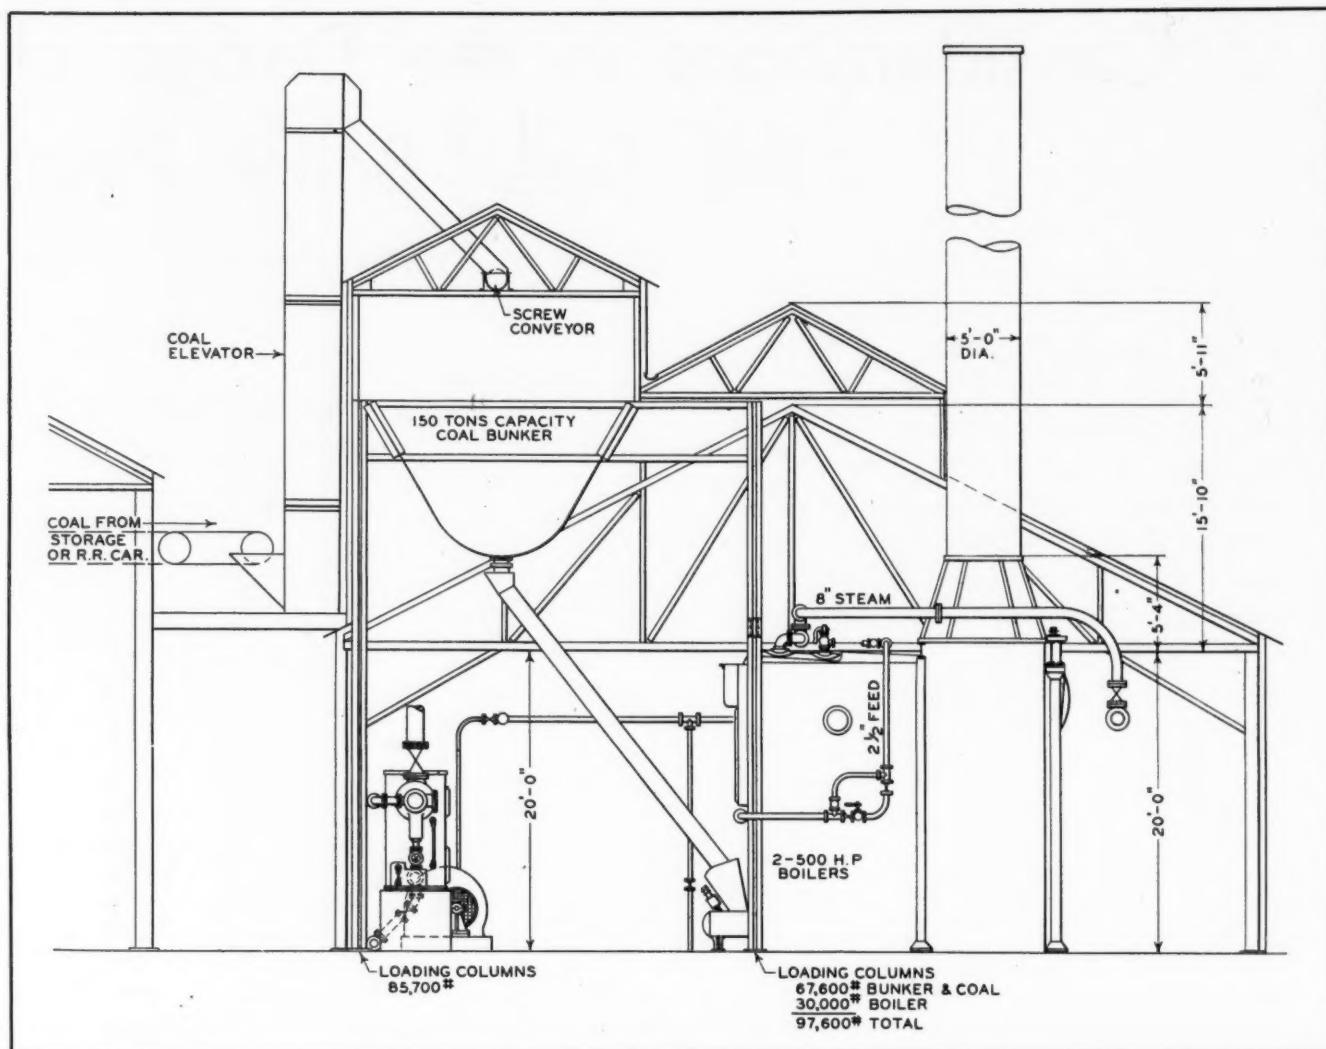 SCREW
CONVEYOR
COAL
ELEVATOR
5'-0"
DIA.
5'-11"
150 TONS CAPACITY
COAL BUNKER
15'-10"
COAL FROM
STORAGE
OR R.R. CAR.
8" STEAM
5'-4"
2 1/2" FEED
20'-0"
20'-0"
2-500 H.P
BOILERS
LOADING COLUMNS
85,700#
LOADING COLUMNS
67,600# BUNKER & COAL
30,000# BOILER
97,600# TOTAL